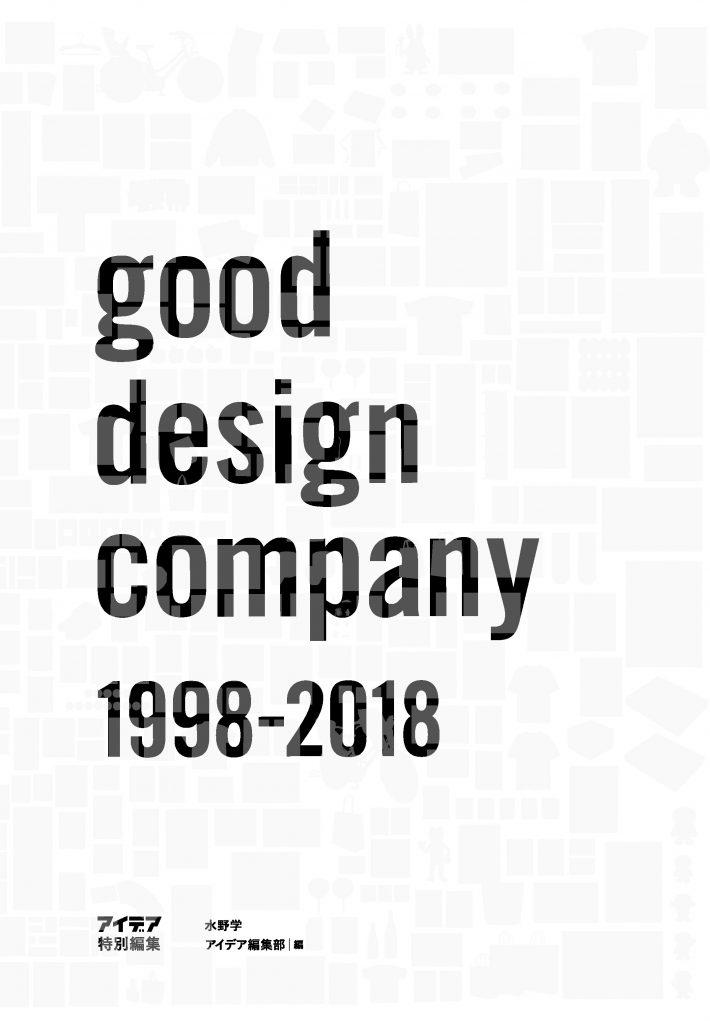 good
design
company
1998-2018
アイデア
特別編集
水野学
アイデア編集部|編